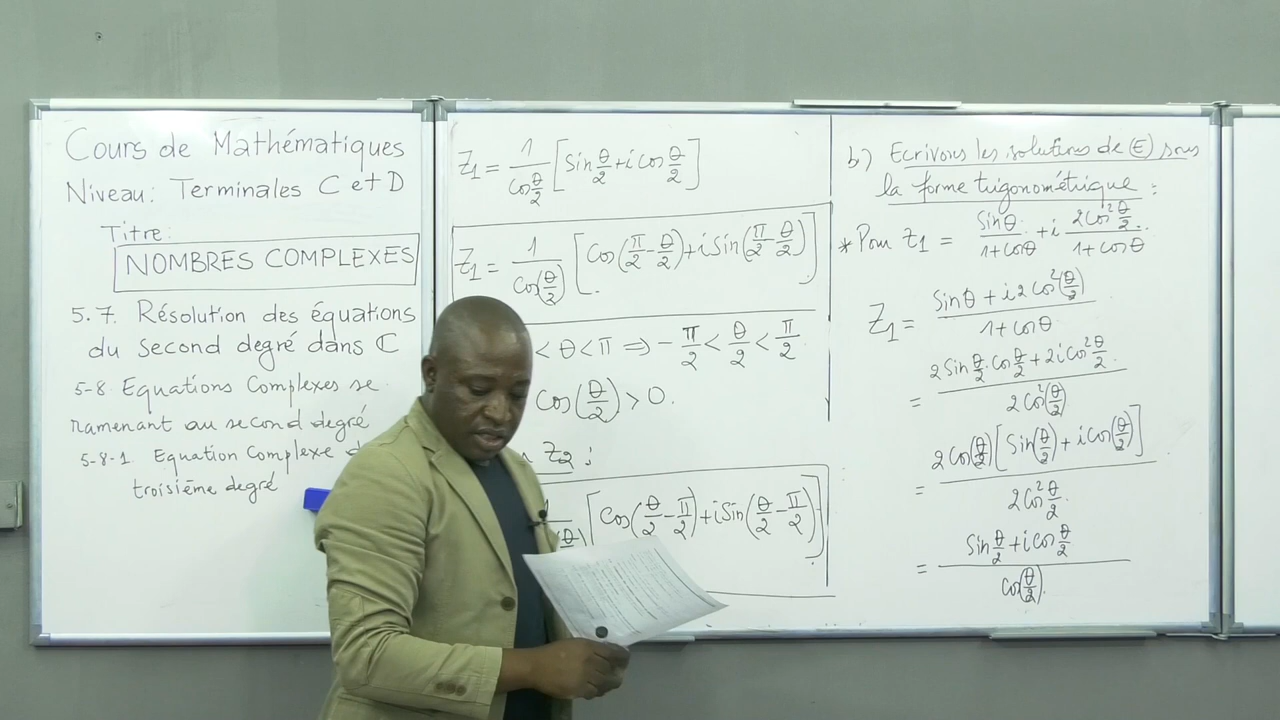 Cours de Mathématiques
Niveau: Terminales C et D
Titre:
NOMBRES COMPLEXES
5.7. Résolution des équations
du second degré dans ℂ
5-8. Equations Complexes se
ramenant au second degré
5-8-1 Equation Complexe d
troisième degré
Z₁ = 1/cos θ/2 [Sin θ/2 + i cos θ/2]
Z₁ = 1/cos(θ/2) [Cos(π/2 - θ/2) + i Sin(π/2 - θ/2)]
< θ < π ⇒ - π/2 < θ/2 < π/2
cos(θ/2) > 0.
Z₂ :
[Cos(θ/2 - π/2) + i Sin(θ/2 - π/2)]
b) Ecrivons les solutions de (E) sous
la forme trigonométrique :
* Pour Z₁ = Sin θ/1+cos θ + i 2cos² θ/2/1+cos θ
Z₁ = Sin θ + i 2 cos²(θ/2)/1+cos θ
= 2 Sin θ/2 . cos θ/2 + 2i cos² θ/2/2 cos²(θ/2)
= 2 cos(θ/2) [Sin(θ/2) + i cos(θ/2)]/2 cos² θ/2
= Sin θ/2 + i cos θ/2/cos(θ/2)